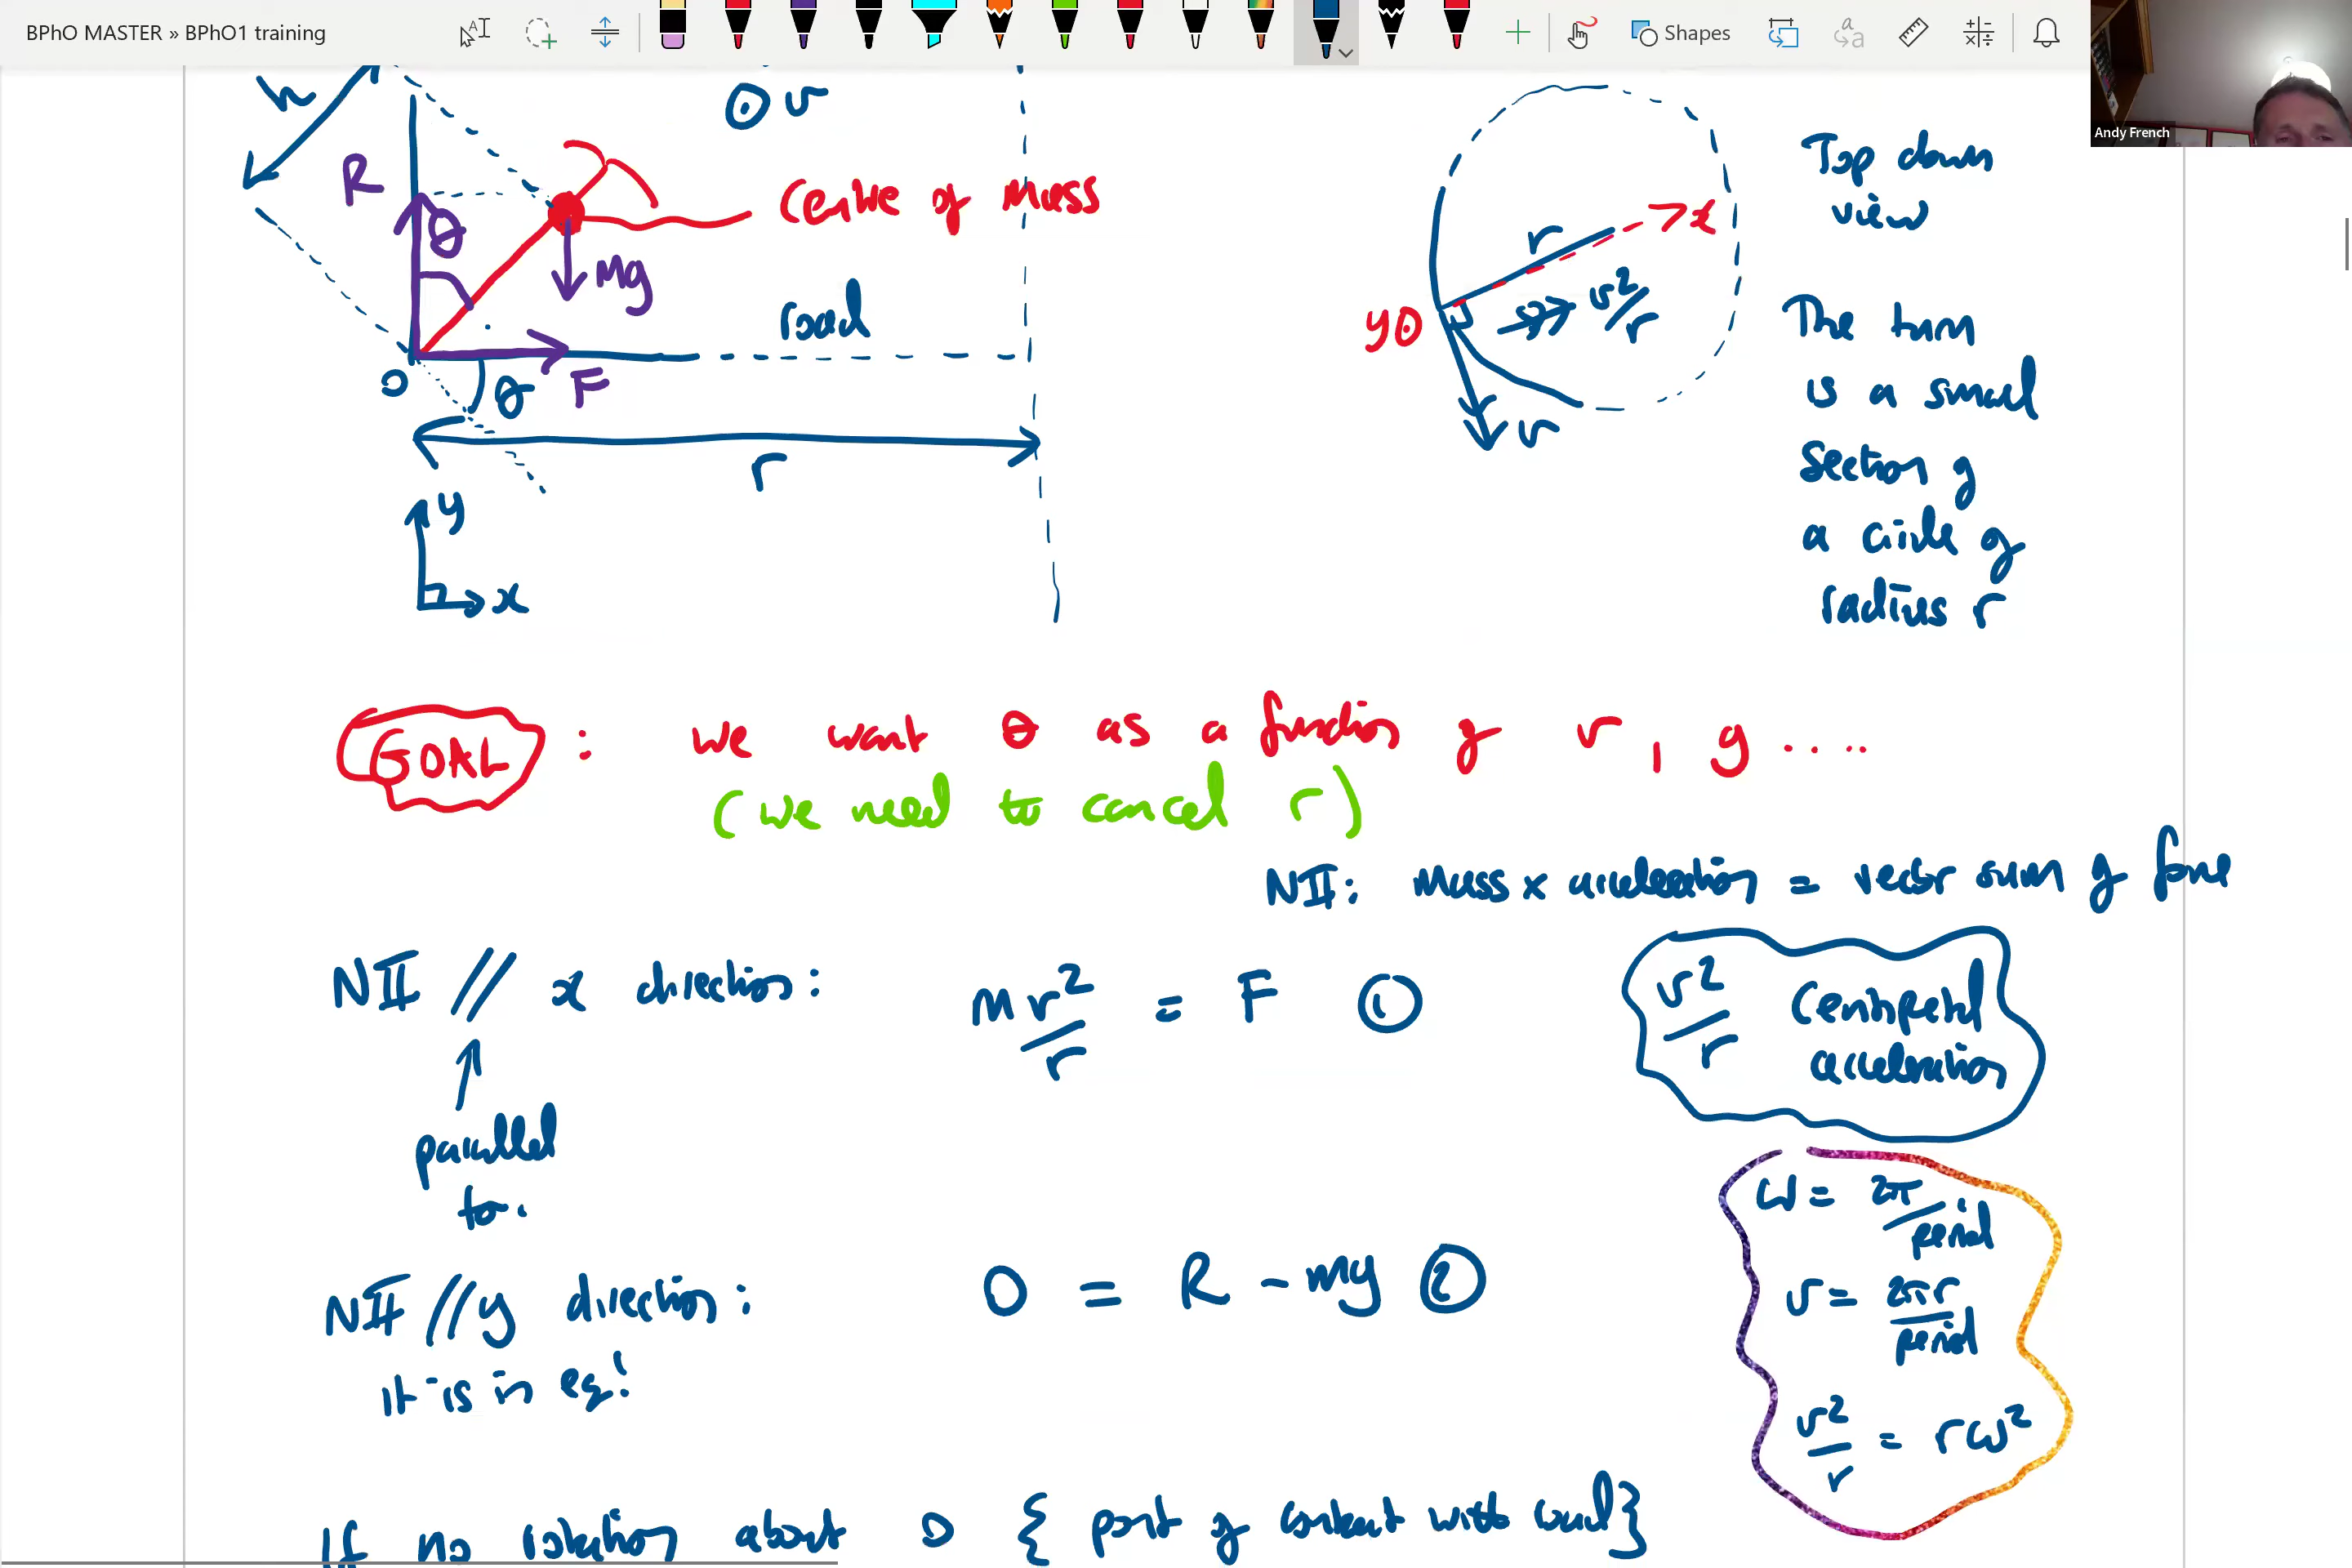 BPhO MASTER » BPhO1 training
Shapes
Andy French
h
v
R
θ
Centre of Mass
Mg
road
O
θ
F
r
y
x
r
x
v²/r
y
v
Top down
view
The turn
is a small
section of
a circle of
radius r
GOAL : we want θ as a function of v, g .....
(we need to cancel r)
NII: Mass x acceleration = vector sum of force
NII // x direction: Mv²/r = F ①
parallel
to.
v²/r Centripetal
acceleration
ω = 2π/period
v = 2πr/period
v²/r = rω²
NII // y direction: 0 = R - mg ②
it is in eq!
If no rotation about O { point of contact with road }